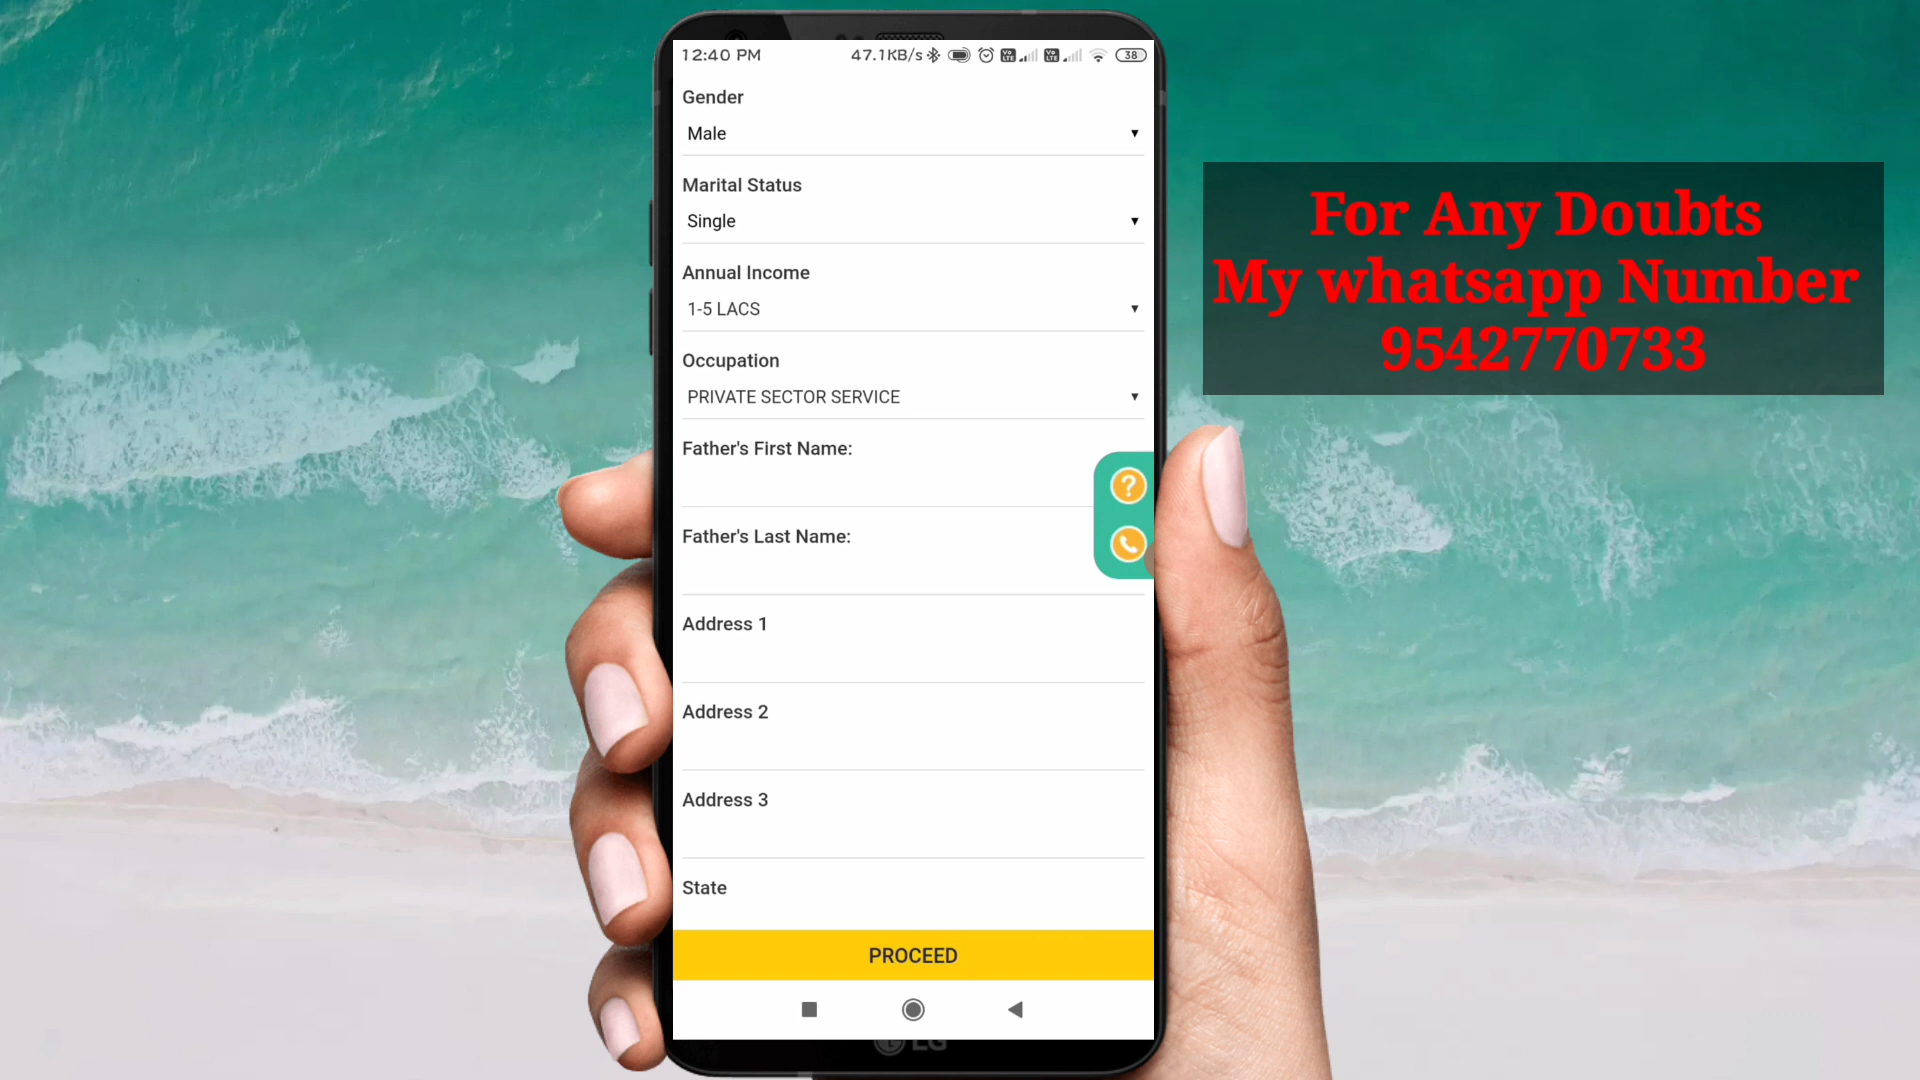 12:40 PM 47.1KB/s 38
Gender
Male
Marital Status
Single
Annual Income
1-5 LACS
Occupation
PRIVATE SECTOR SERVICE
Father's First Name:
?
Father's Last Name:
Address 1
Address 2
Address 3
State
PROCEED
LG
For Any Doubts
My whatsapp Number
9542770733